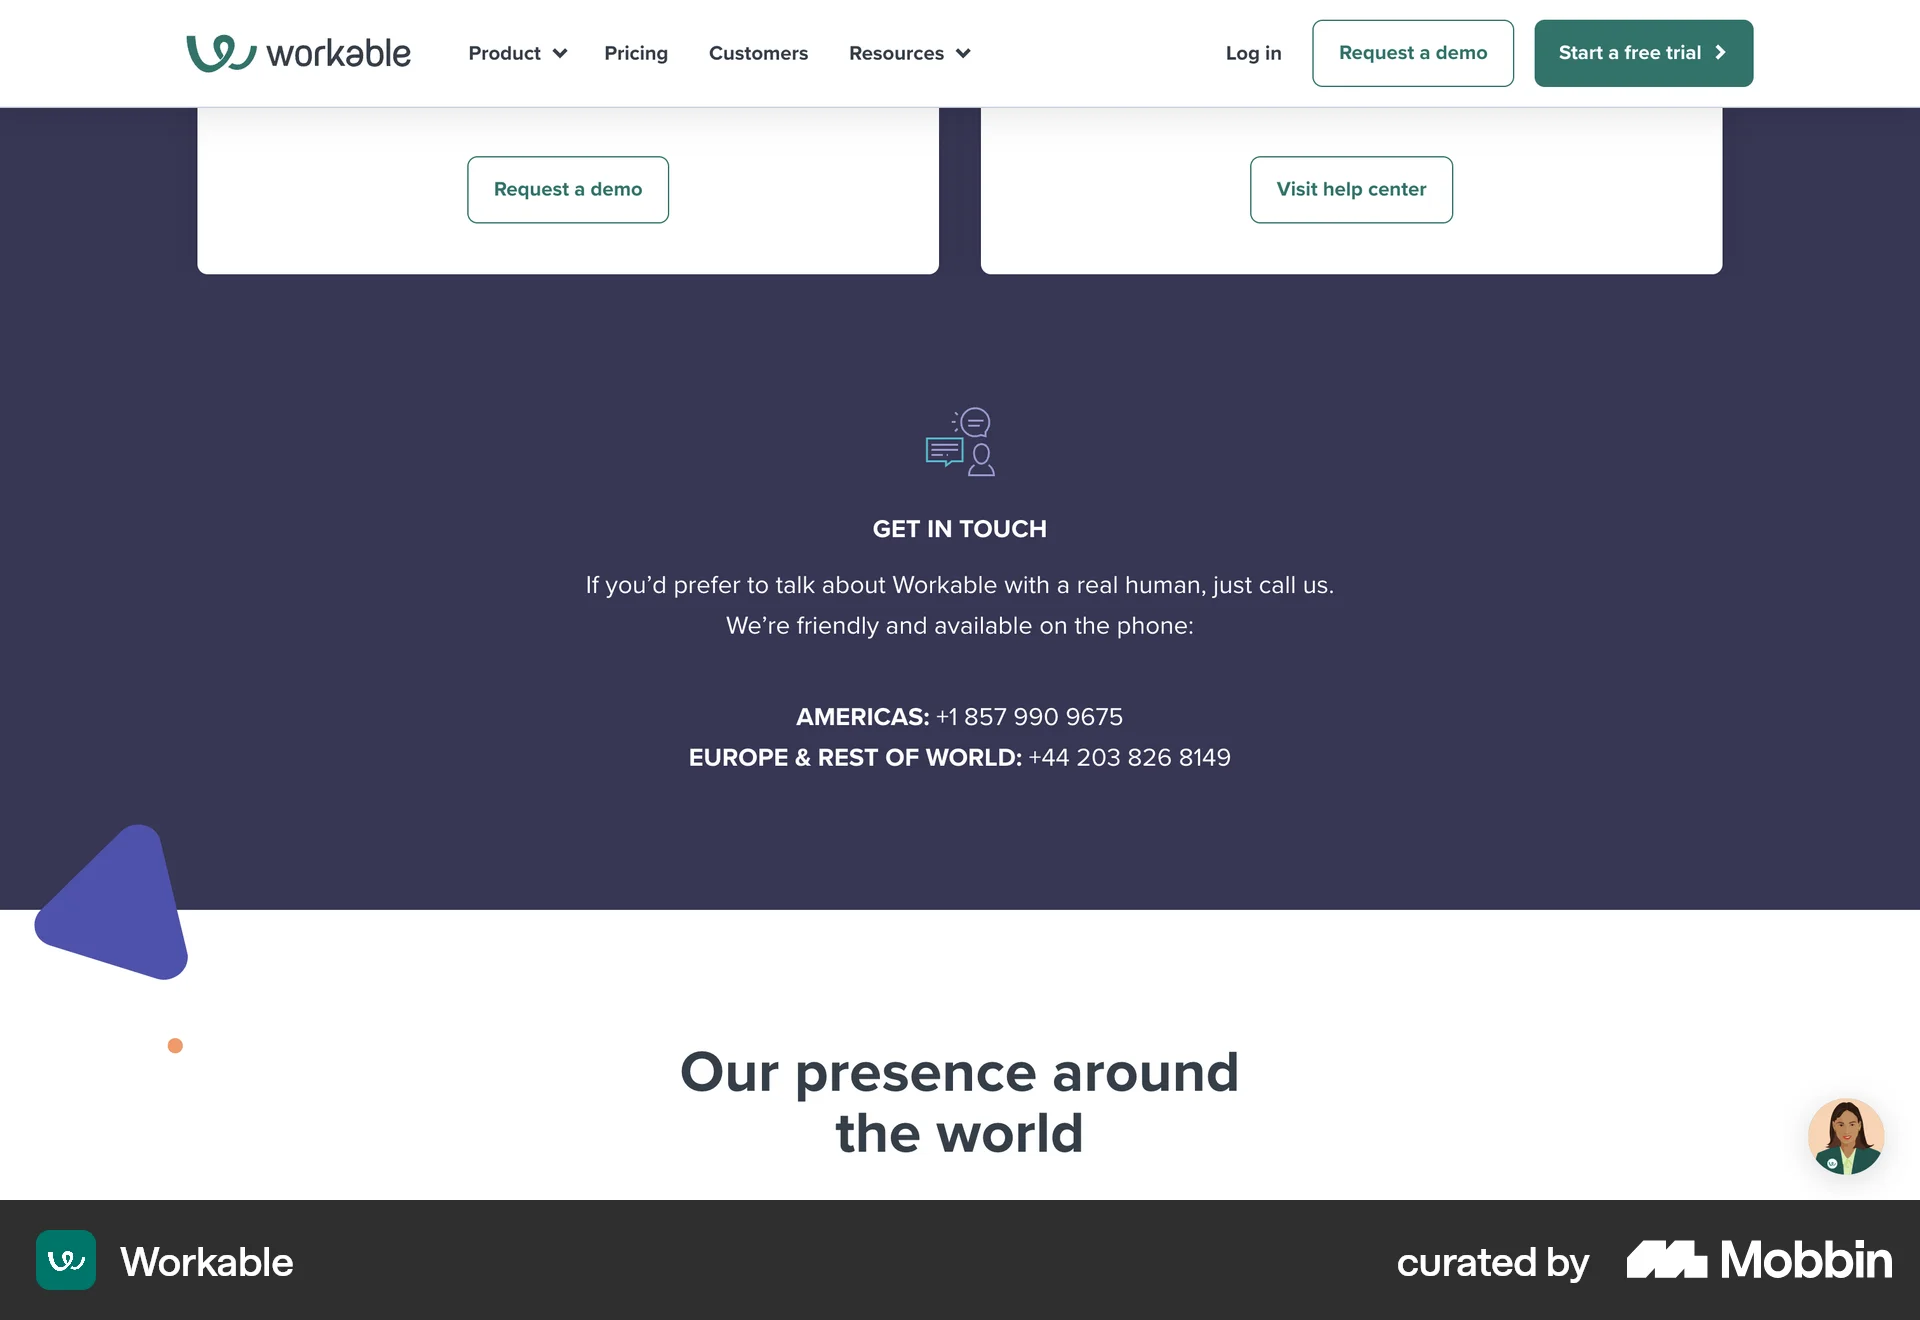 workable Product Pricing Customers Resources Log in Request a demo Start a free trial
Request a demo Visit help center
GET IN TOUCH
If you’d prefer to talk about Workable with a real human, just call us.
We’re friendly and available on the phone:
AMERICAS: +1 857 990 9675
EUROPE & REST OF WORLD: +44 203 826 8149
Our presence around
the world
Workable curated by Mobbin